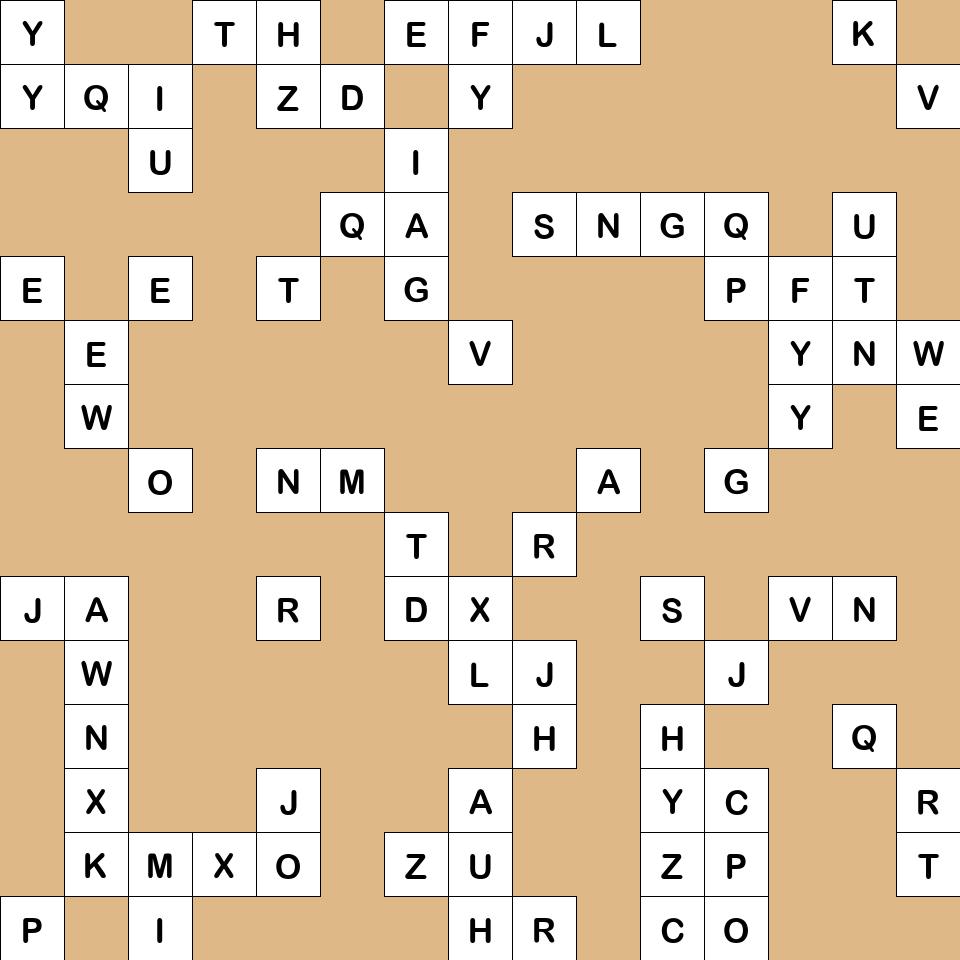 Y T H E F J L K
Y Q I Z D Y V
U I
Q A S N G Q U
E E T G P F T
E V Y N W
W Y E
O N M A G
T R
J A R D X S V N
W L J J
N H H Q
X J A Y C R
K M X O Z U Z P T
P I H R C O